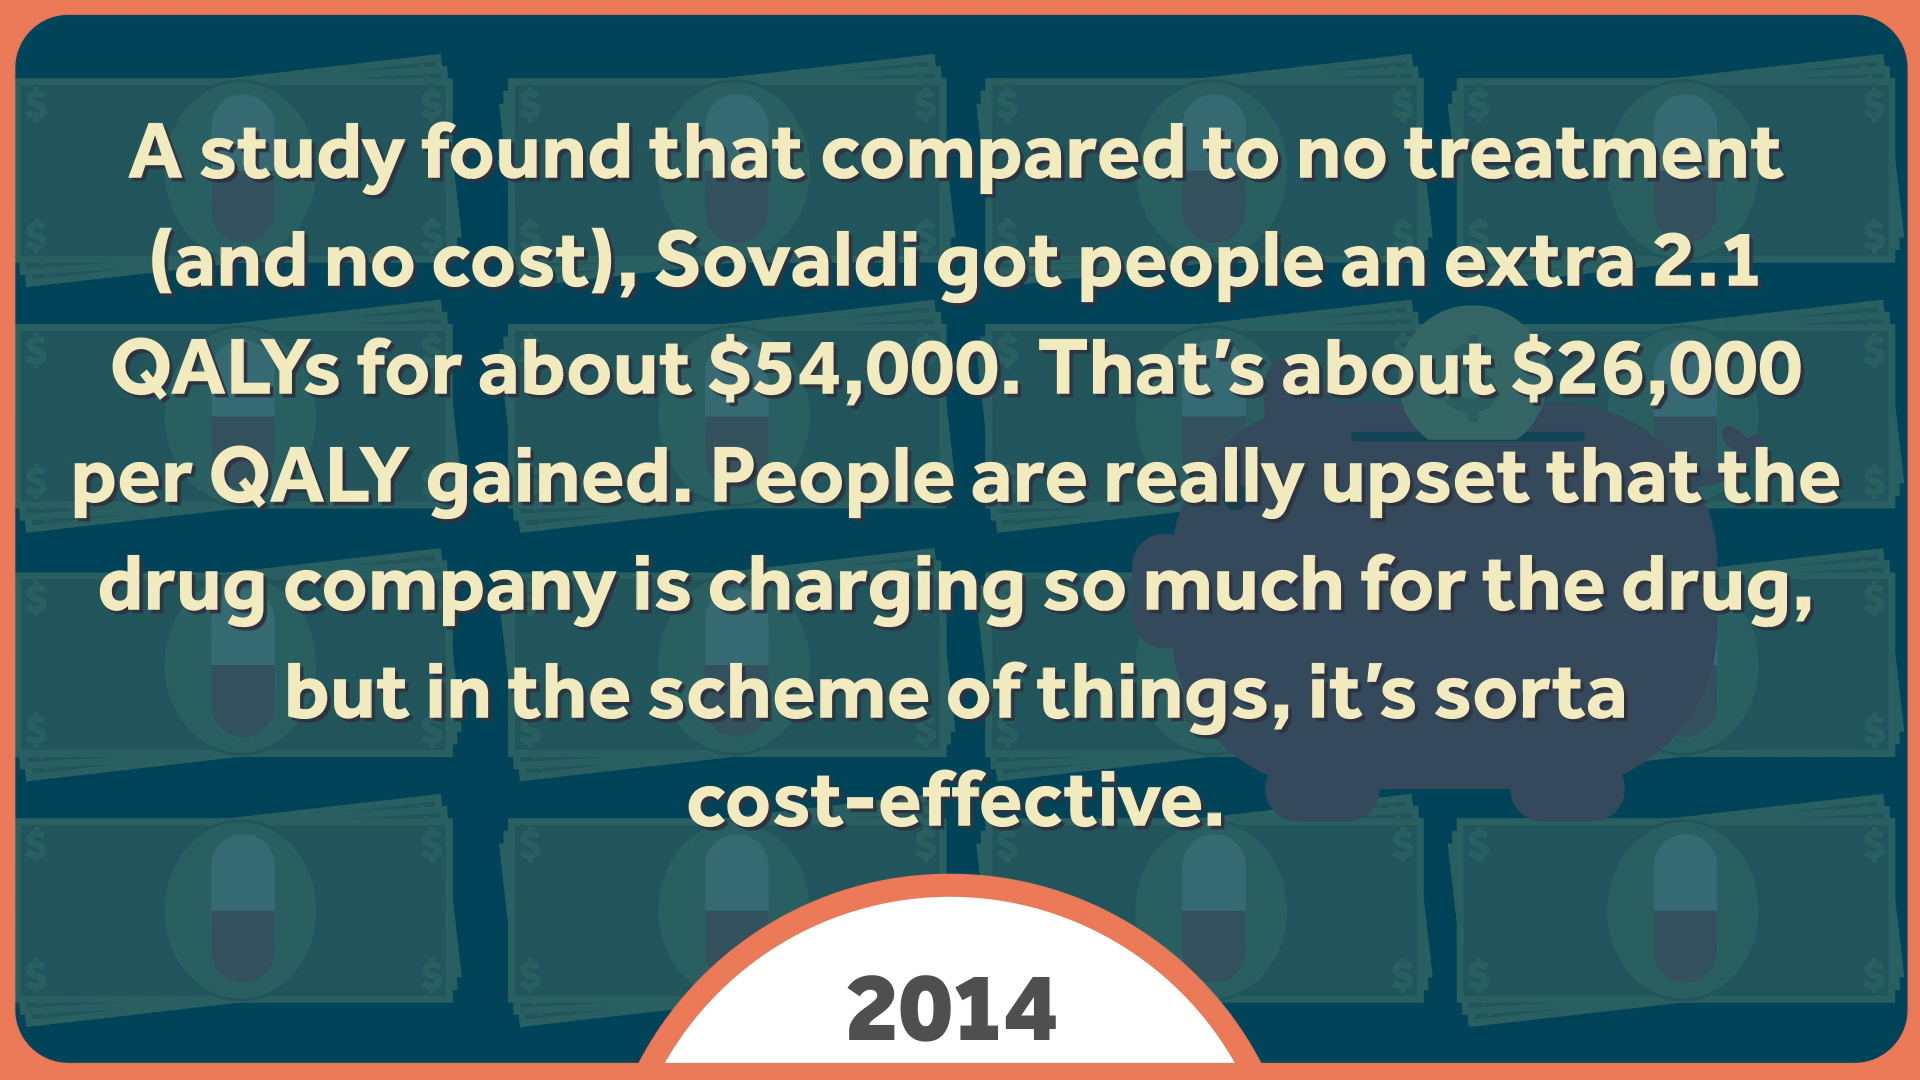 A study found that compared to no treatment
(and no cost), Sovaldi got people an extra 2.1
QALYs for about $54,000. That’s about $26,000
per QALY gained. People are really upset that the
drug company is charging so much for the drug,
but in the scheme of things, it’s sorta
cost-effective.
2014